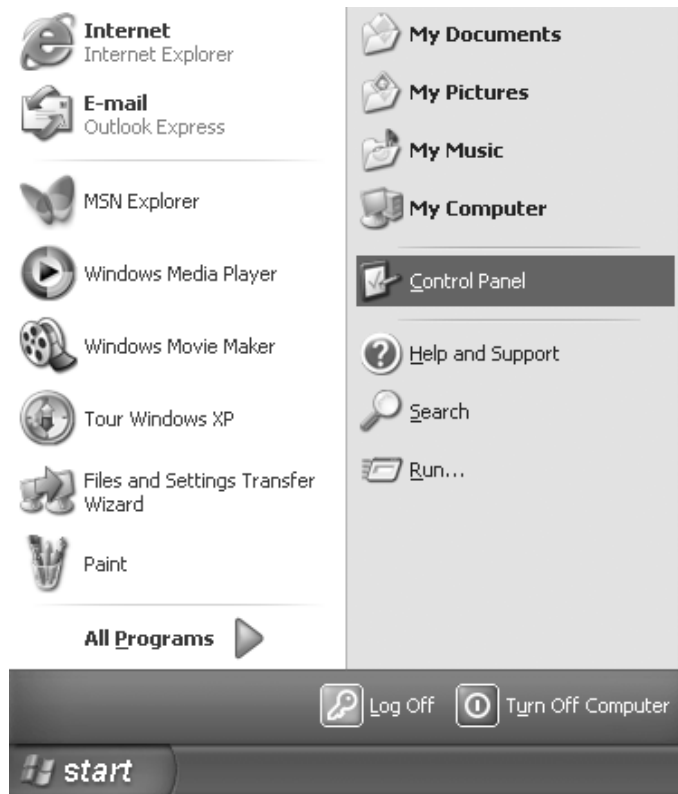 Internet
Internet Explorer
E-mail
Outlook Express
MSN Explorer
Windows Media Player
Windows Movie Maker
Tour Windows XP
Files and Settings Transfer
Wizard
Paint
All Programs
My Documents
My Pictures
My Music
My Computer
Control Panel
Help and Support
Search
Run...
Log Off
Turn Off Computer
start